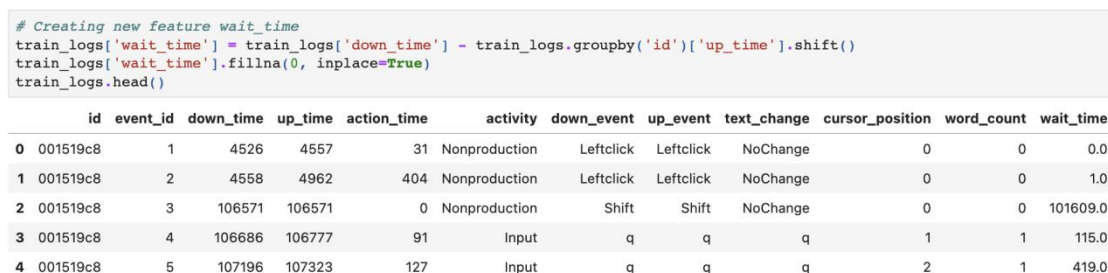 # Creating new feature wait_time
train_logs['wait_time'] = train_logs['down_time'] - train_logs.groupby('id')['up_time'].shift()
train_logs['wait_time'].fillna(0, inplace=True)
train_logs.head()
id event_id down_time up_time action_time activity down_event up_event text_change cursor_position word_count wait_time
0 001519c8 1 4526 4557 31 Nonproduction Leftclick Leftclick NoChange 0 0 0.0
1 001519c8 2 4558 4962 404 Nonproduction Leftclick Leftclick NoChange 0 0 1.0
2 001519c8 3 106571 106571 0 Nonproduction Shift Shift NoChange 0 0 101609.0
3 001519c8 4 106686 106777 91 Input q q q 1 1 115.0
4 001519c8 5 107196 107323 127 Input q q q 2 1 419.0